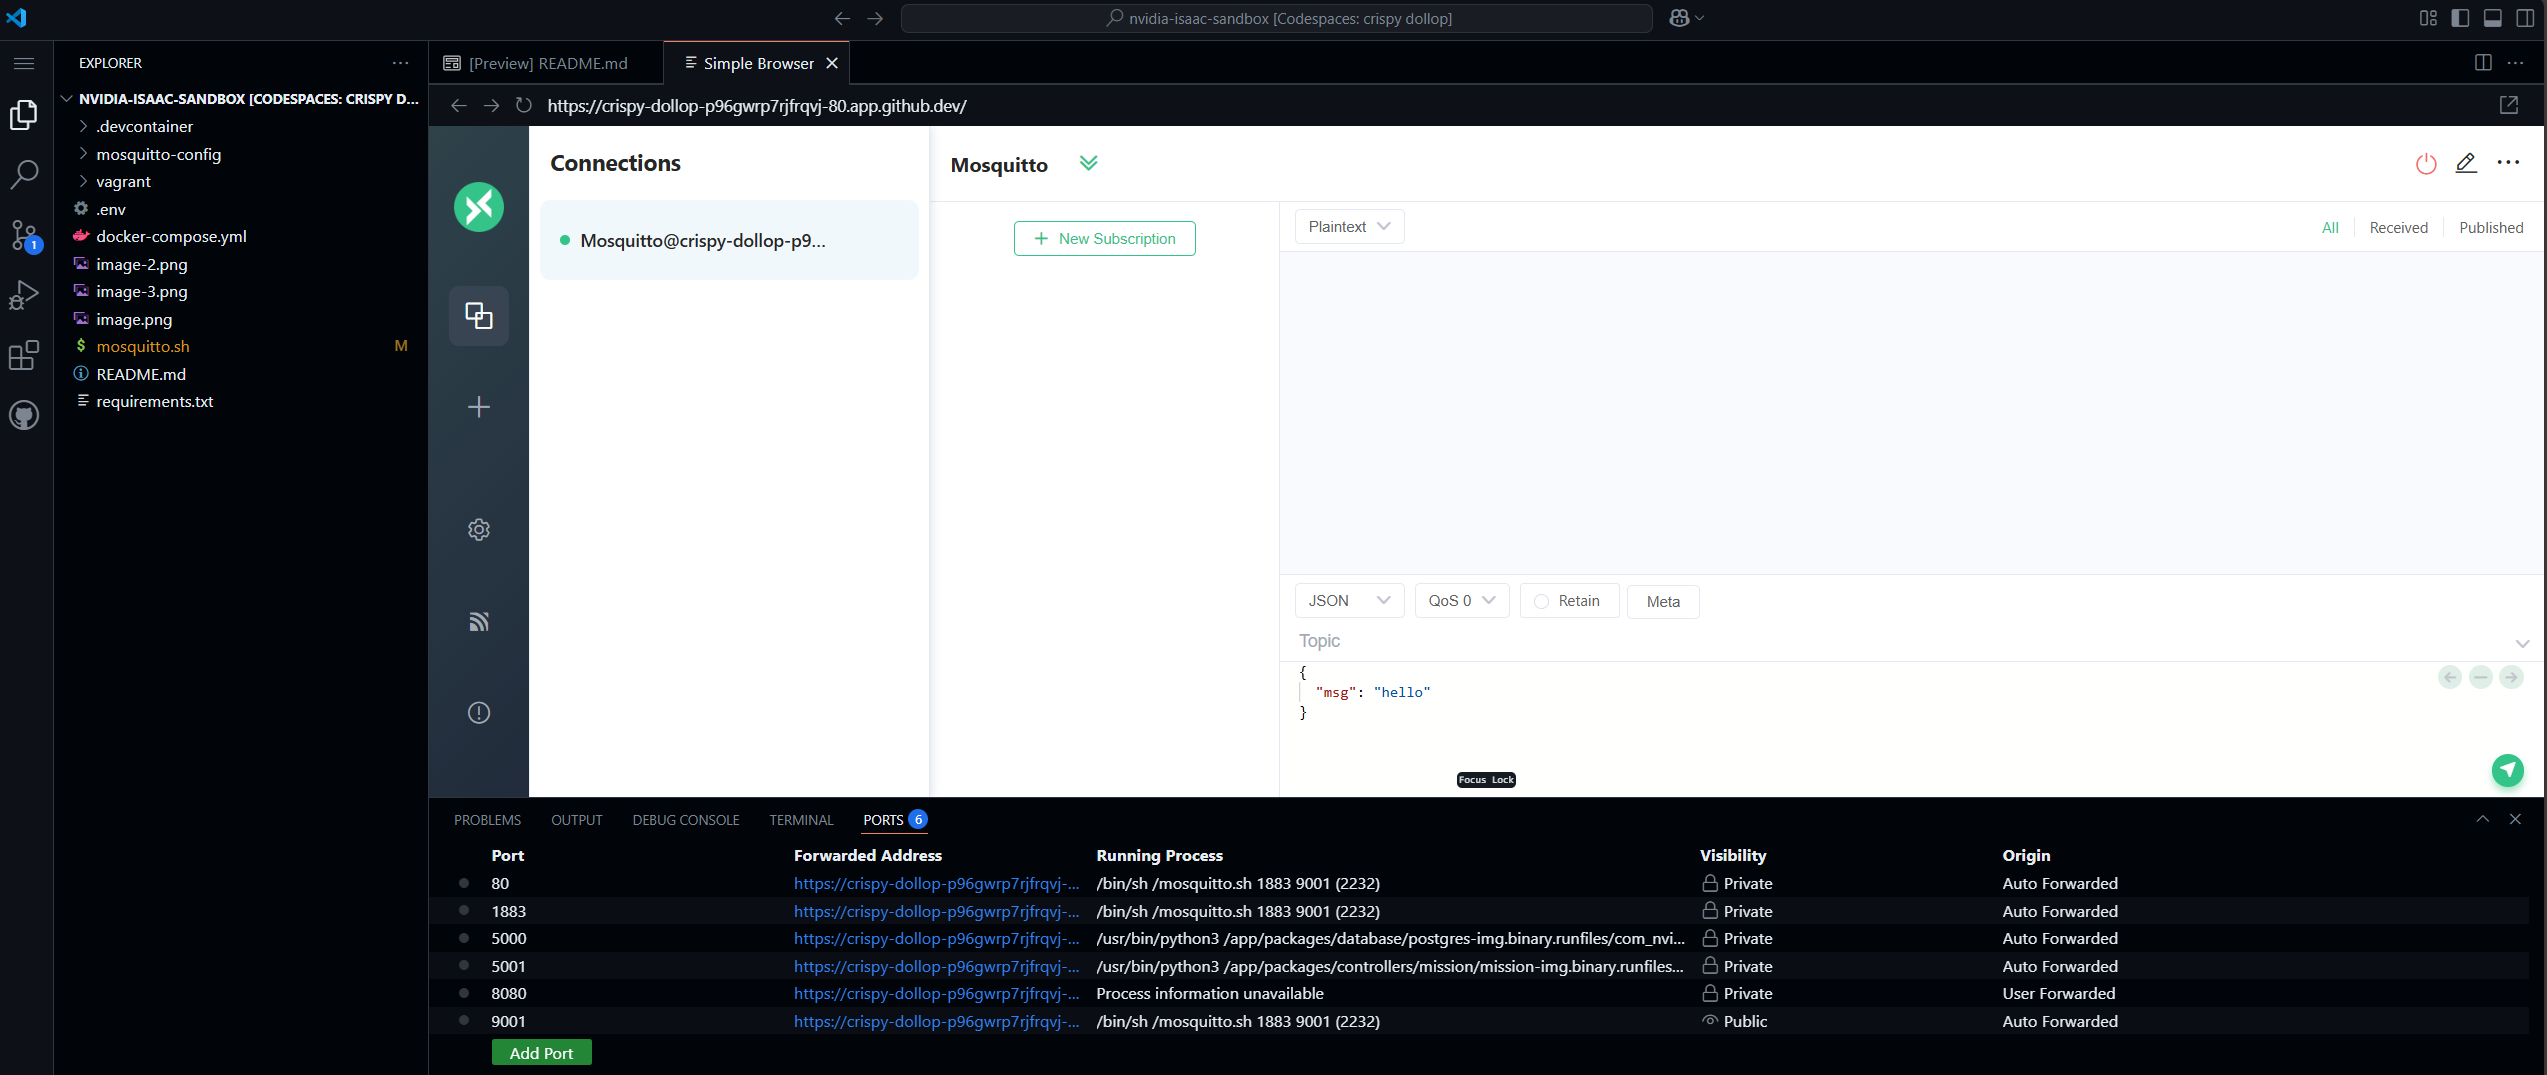 nvidia-isaac-sandbox [Codespaces: crispy dollop]
EXPLORER
NVIDIA-ISAAC-SANDBOX [CODESPACES: CRISPY D...
.devcontainer
mosquitto-config
vagrant
.env
docker-compose.yml
image-2.png
image-3.png
image.png
mosquitto.sh M
README.md
requirements.txt
1
[Preview] README.md
Simple Browser
https://crispy-dollop-p96gwrp7rjfrqvj-80.app.github.dev/
Connections
Mosquitto@crispy-dollop-p9...
Mosquitto
New Subscription
Plaintext
All Received Published
JSON QoS 0 Retain Meta
Topic
{
"msg": "hello"
}
Focus Lock
PROBLEMS OUTPUT DEBUG CONSOLE TERMINAL PORTS 6
Port Forwarded Address Running Process Visibility Origin
80 https://crispy-dollop-p96gwrp7rjfrqvj-... /bin/sh /mosquitto.sh 1883 9001 (2232) Private Auto Forwarded
1883 https://crispy-dollop-p96gwrp7rjfrqvj-... /bin/sh /mosquitto.sh 1883 9001 (2232) Private Auto Forwarded
5000 https://crispy-dollop-p96gwrp7rjfrqvj-... /usr/bin/python3 /app/packages/database/postgres-img.binary.runfiles/com_nvi... Private Auto Forwarded
5001 https://crispy-dollop-p96gwrp7rjfrqvj-... /usr/bin/python3 /app/packages/controllers/mission/mission-img.binary.runfiles... Private Auto Forwarded
8080 https://crispy-dollop-p96gwrp7rjfrqvj-... Process information unavailable Private User Forwarded
9001 https://crispy-dollop-p96gwrp7rjfrqvj-... /bin/sh /mosquitto.sh 1883 9001 (2232) Public Auto Forwarded
Add Port